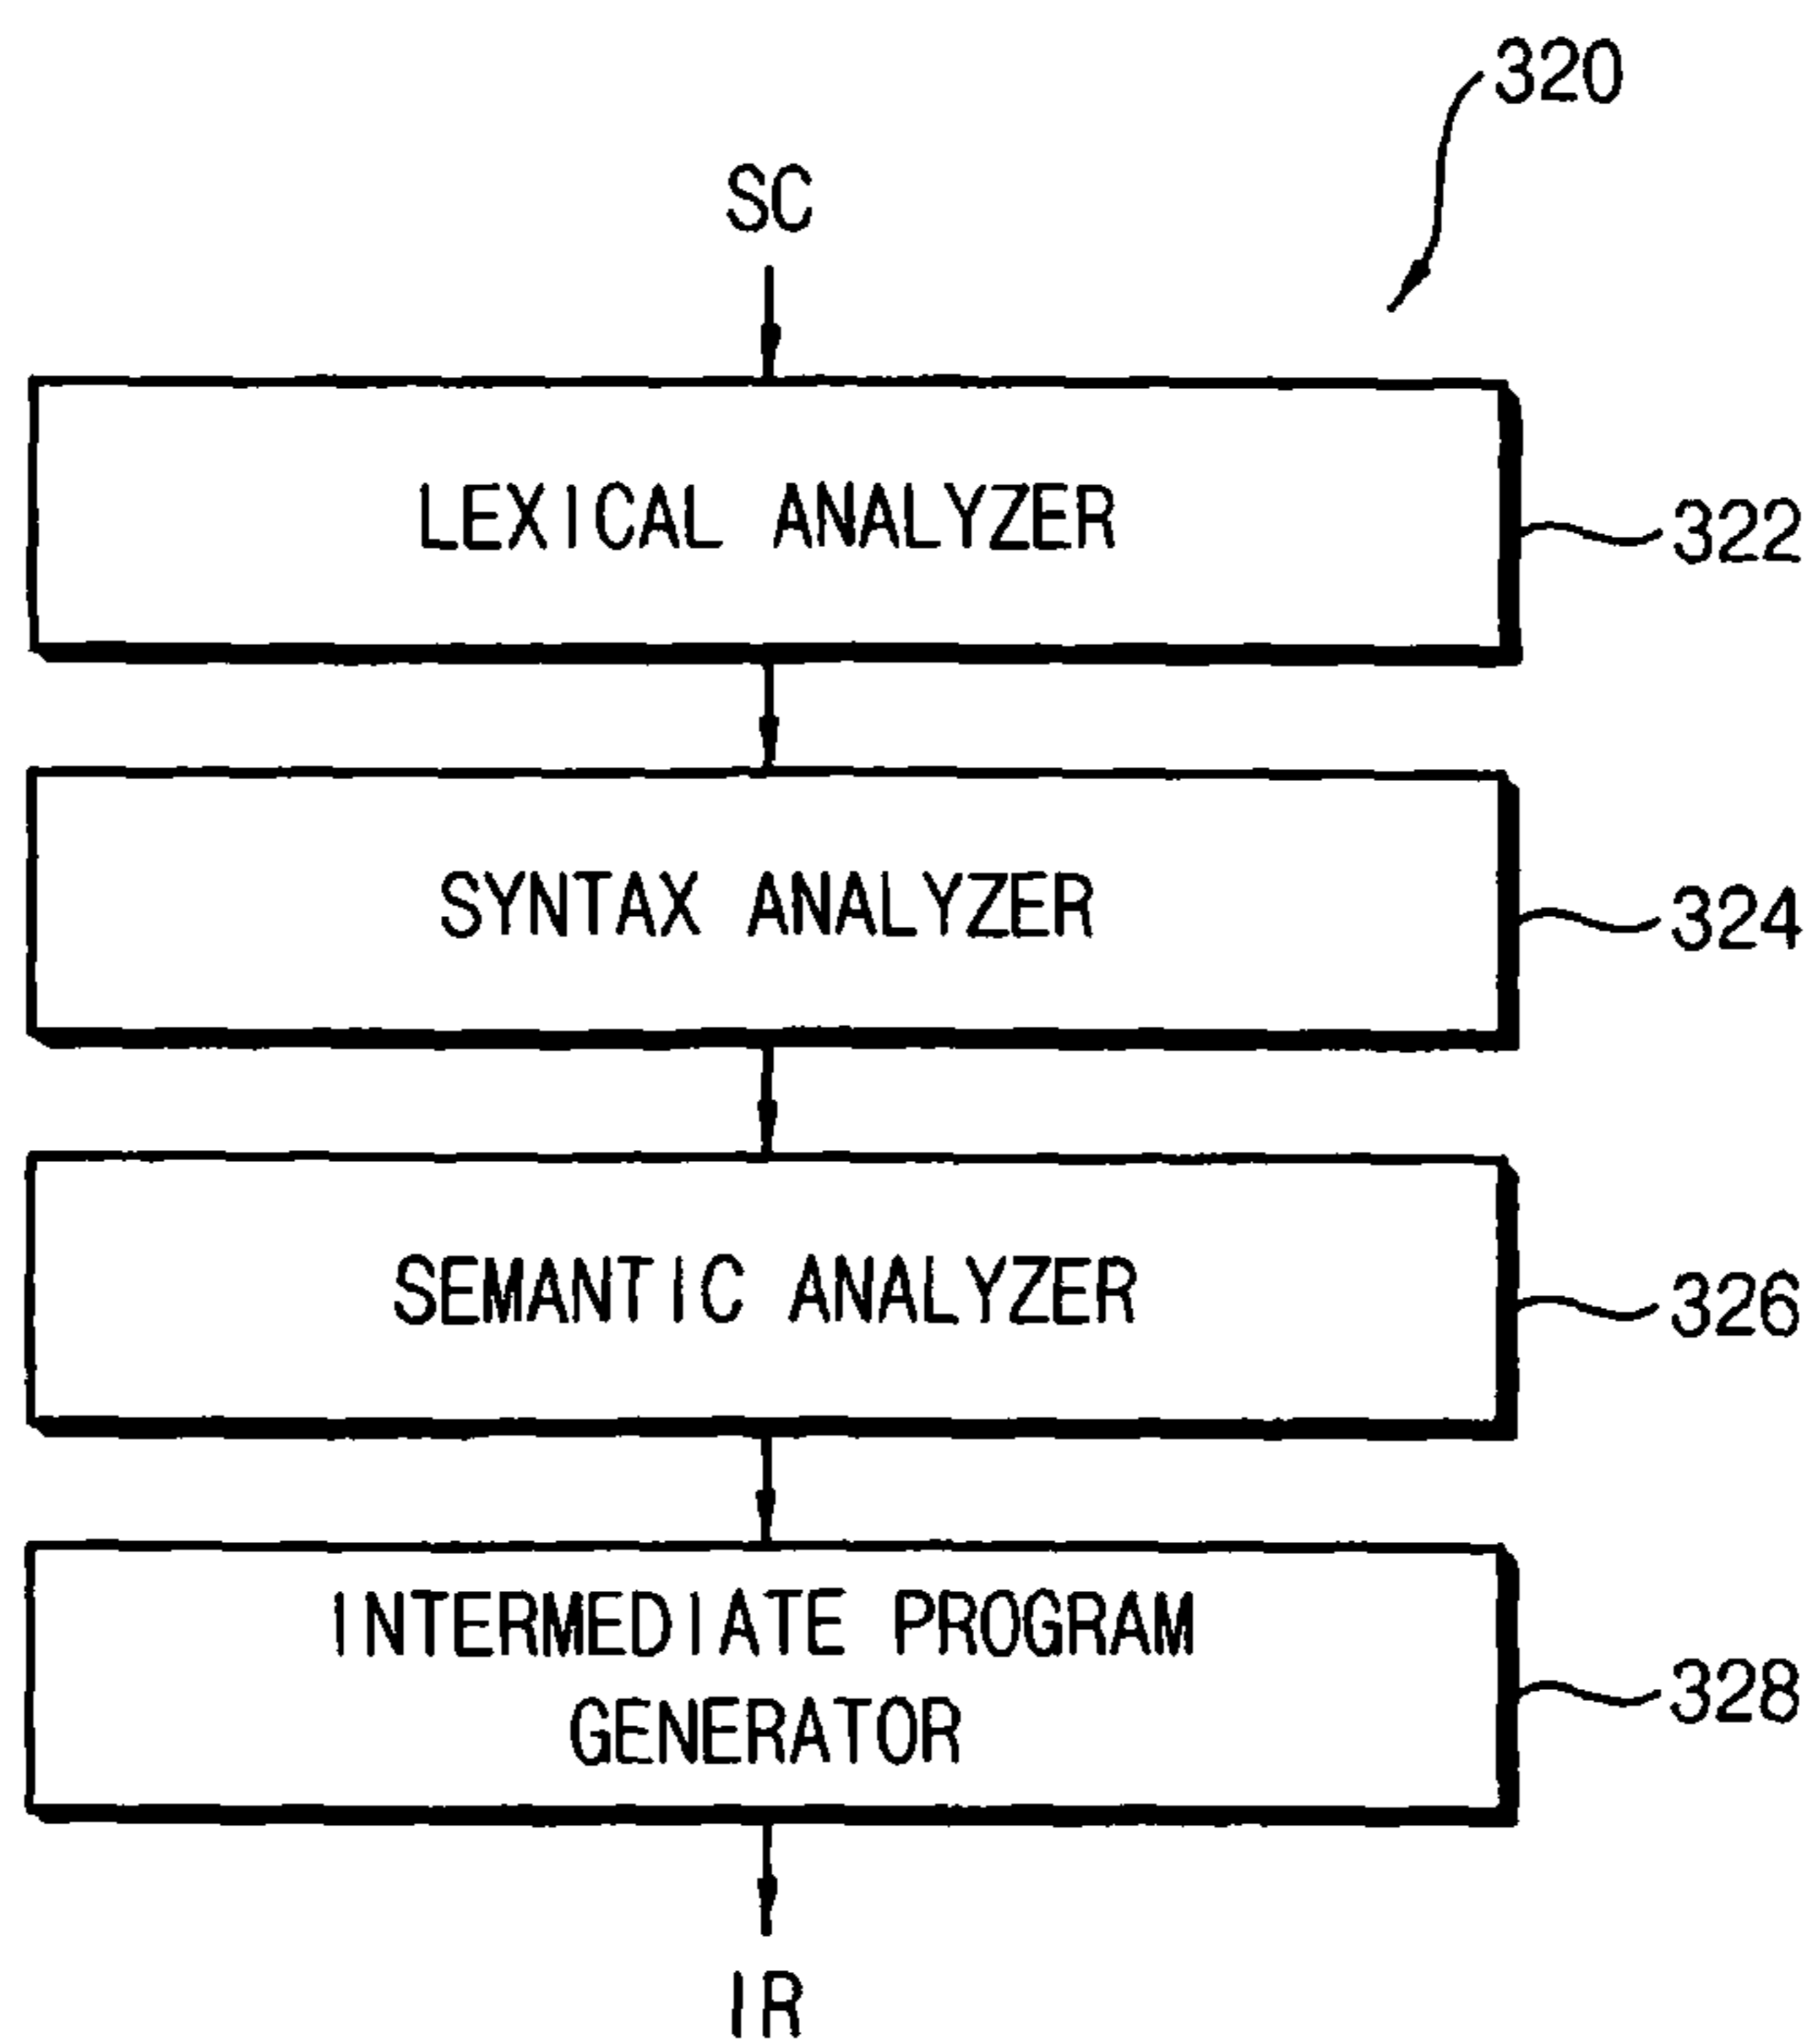 320
SC
LEXICAL ANALYZER
322
SYNTAX ANALYZER
324
SEMANTIC ANALYZER
326
INTERMEDIATE PROGRAM
GENERATOR
328
IR